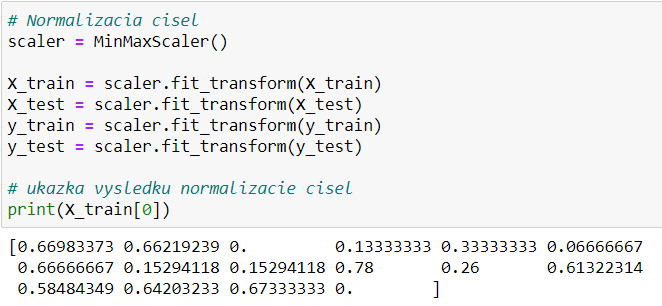 # Normalizacia cisel
scaler = MinMaxScaler()
X_train = scaler.fit_transform(X_train)
X_test = scaler.fit_transform(X_test)
y_train = scaler.fit_transform(y_train)
y_test = scaler.fit_transform(y_test)
# ukazka vysledku normalizacie cisel
print(X_train[0])
[0.66983373 0.66219239 0. 0.13333333 0.33333333 0.06666667
0.66666667 0.15294118 0.15294118 0.78 0.26 0.61322314
0.58484349 0.64203233 0.67333333 0. ]